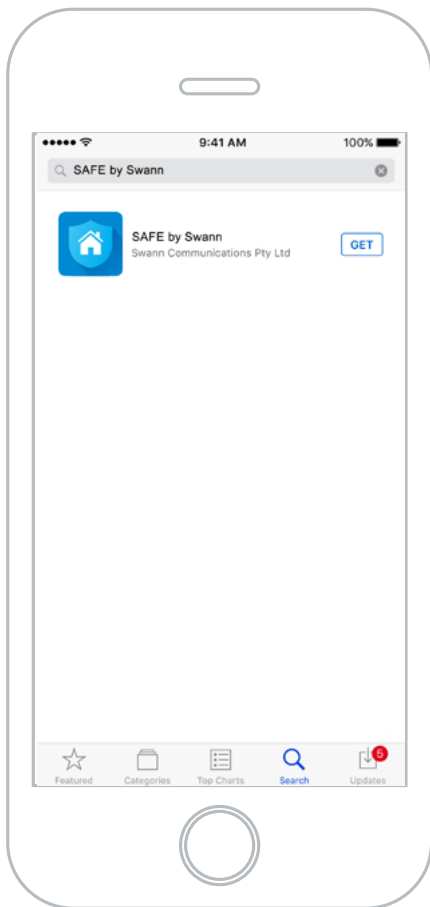 9:41 AM 100%
SAFE by Swann
SAFE by Swann
Swann Communications Pty Ltd
GET
5
Featured Categories Top Charts Search Updates